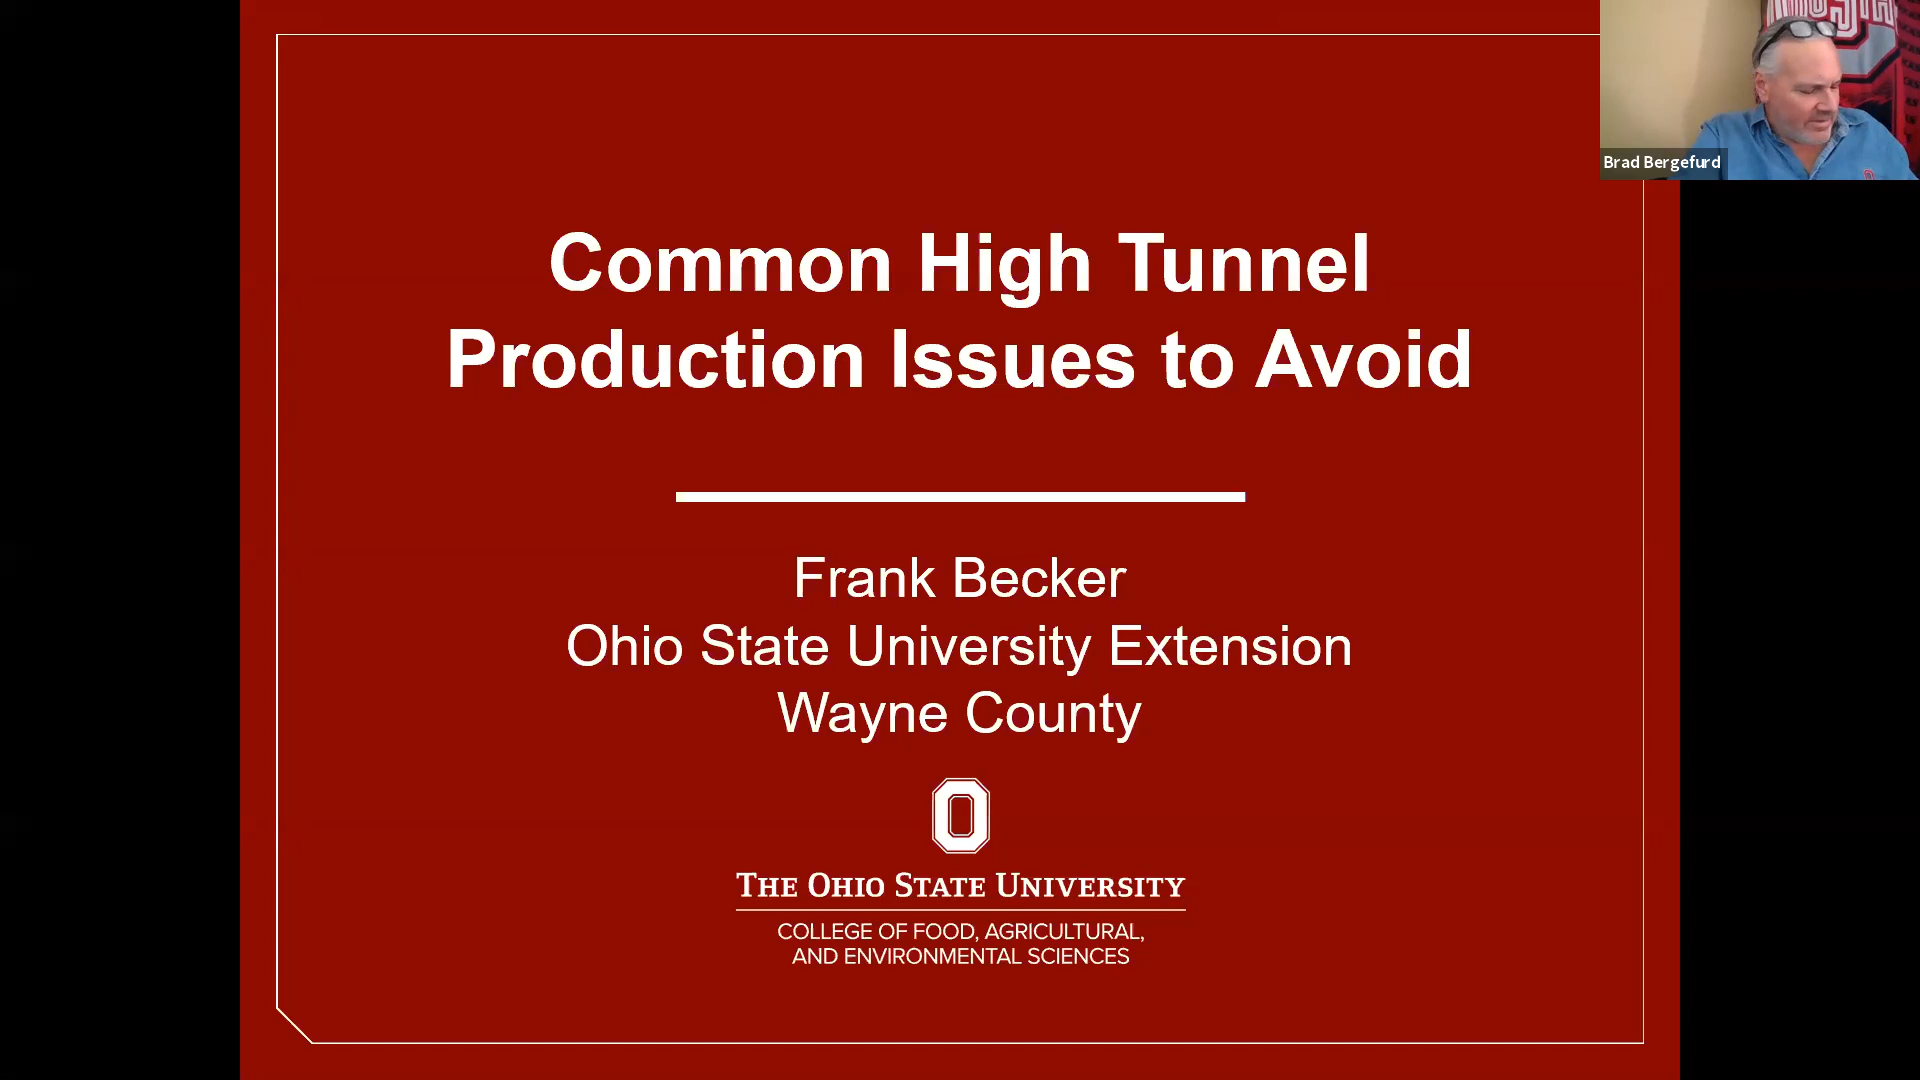 Common High Tunnel
Production Issues to Avoid
Frank Becker
Ohio State University Extension
Wayne County
O
THE OHIO STATE UNIVERSITY
COLLEGE OF FOOD, AGRICULTURAL,
AND ENVIRONMENTAL SCIENCES
Brad Bergefurd